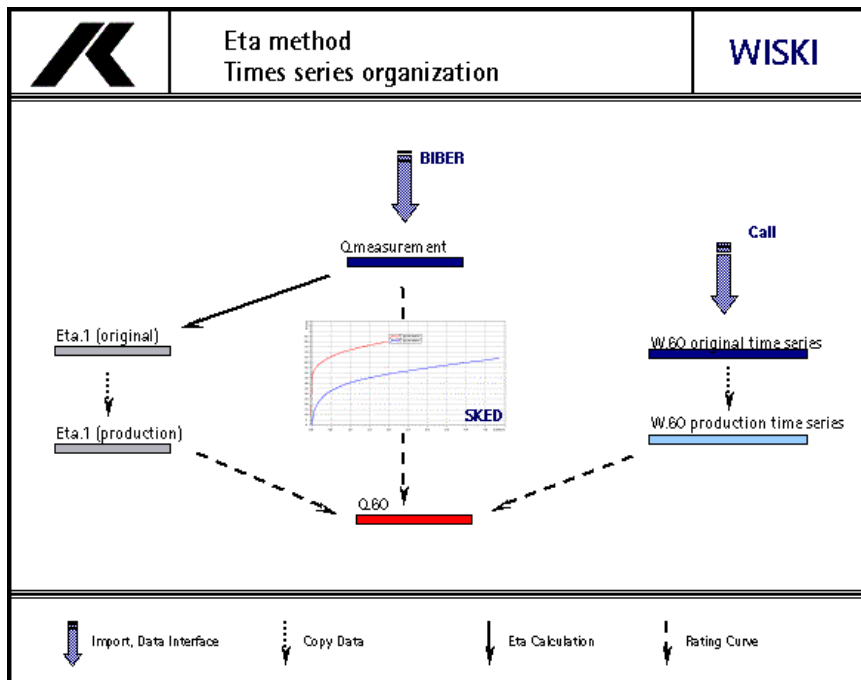 Eta method
Times series organization
WISKI
BIBER
Call
Q.measurement
Eta.1 (original)
W.60 original time series
SKED
Eta.1 (production)
W.60 production time series
Q.60
Import, Data Interface
Copy Data
Eta Calculation
Rating Curve